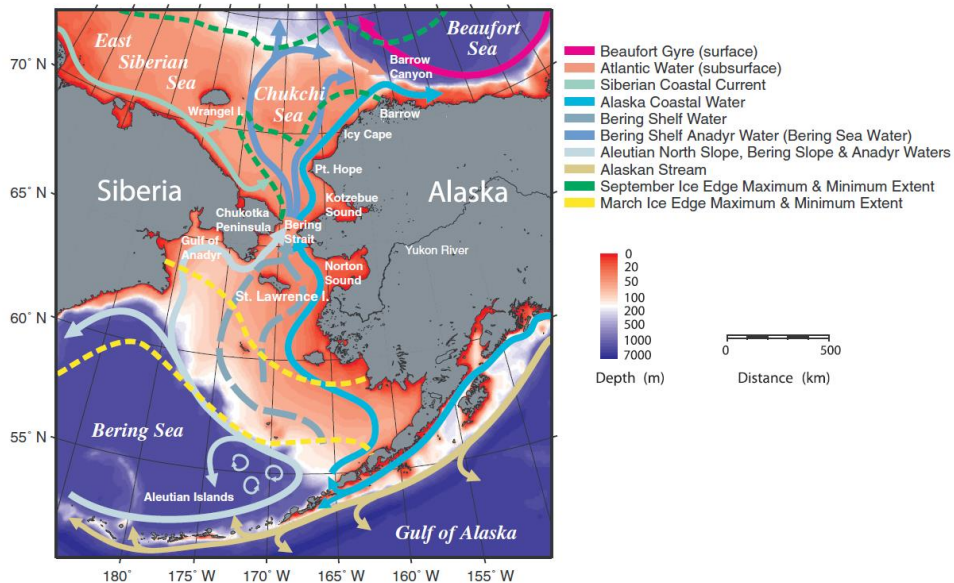 East
Siberian
Sea
Beaufort
Sea
Chukchi
Sea
Barrow
Canyon
Wrangel I.
Barrow
Icy Cape
Pt. Hope
Siberia
Alaska
Kotzebue
Sound
Chukotka
Peninsula
Bering
Strait
Gulf of
Anadyr
Yukon River
Norton
Sound
St. Lawrence I.
Bering Sea
Aleutian Islands
Gulf of Alaska
70° N
65° N
60° N
55° N
180°
175° W
170° W
165° W
160° W
155° W
Beaufort Gyre (surface)
Atlantic Water (subsurface)
Siberian Coastal Current
Alaska Coastal Water
Bering Shelf Water
Bering Shelf Anadyr Water (Bering Sea Water)
Aleutian North Slope, Bering Slope & Anadyr Waters
Alaskan Stream
September Ice Edge Maximum & Minimum Extent
March Ice Edge Maximum & Minimum Extent
0
20
50
100
200
500
1000
7000
Depth (m)
0 500
Distance (km)